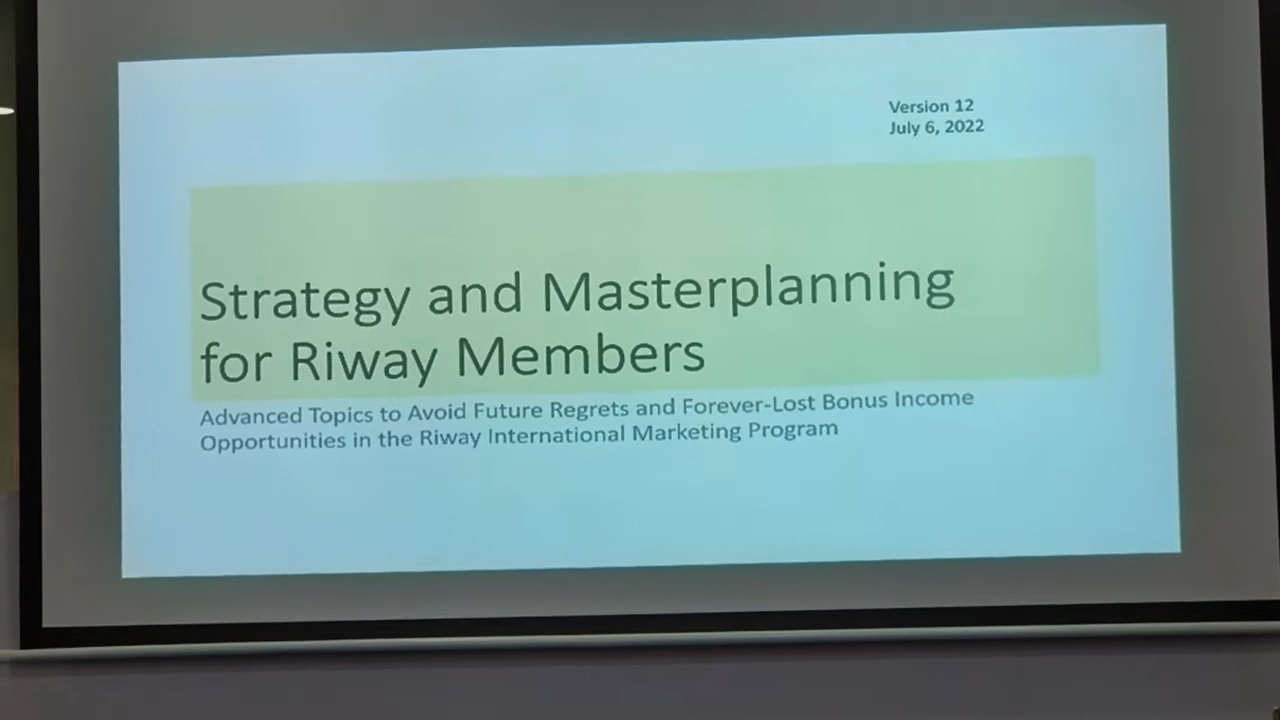 Version 12
July 6, 2022
Strategy and Masterplanning
for Riway Members
Advanced Topics to Avoid Future Regrets and Forever-Lost Bonus Income
Opportunities in the Riway International Marketing Program